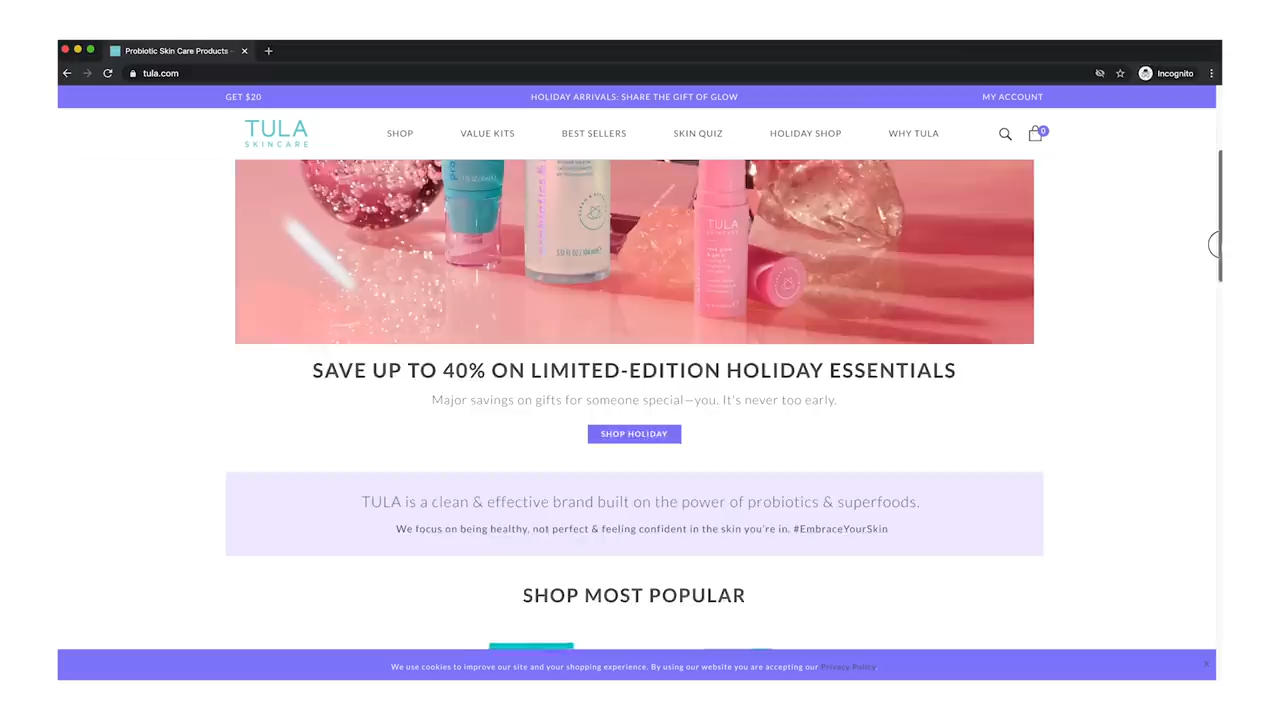 Probiotic Skin Care Products -
tula.com
Incognito
GET $20
HOLIDAY ARRIVALS: SHARE THE GIFT OF GLOW
MY ACCOUNT
TULA
SKINCARE
SHOP
VALUE KITS
BEST SELLERS
SKIN QUIZ
HOLIDAY SHOP
WHY TULA
0
TULA
SKINCARE
SAVE UP TO 40% ON LIMITED-EDITION HOLIDAY ESSENTIALS
Major savings on gifts for someone special—you. It's never too early.
SHOP HOLIDAY
TULA is a clean & effective brand built on the power of probiotics & superfoods.
We focus on being healthy, not perfect & feeling confident in the skin you're in. #EmbraceYourSkin
SHOP MOST POPULAR
We use cookies to improve our site and your shopping experience. By using our website you are accepting our Privacy Policy.
x